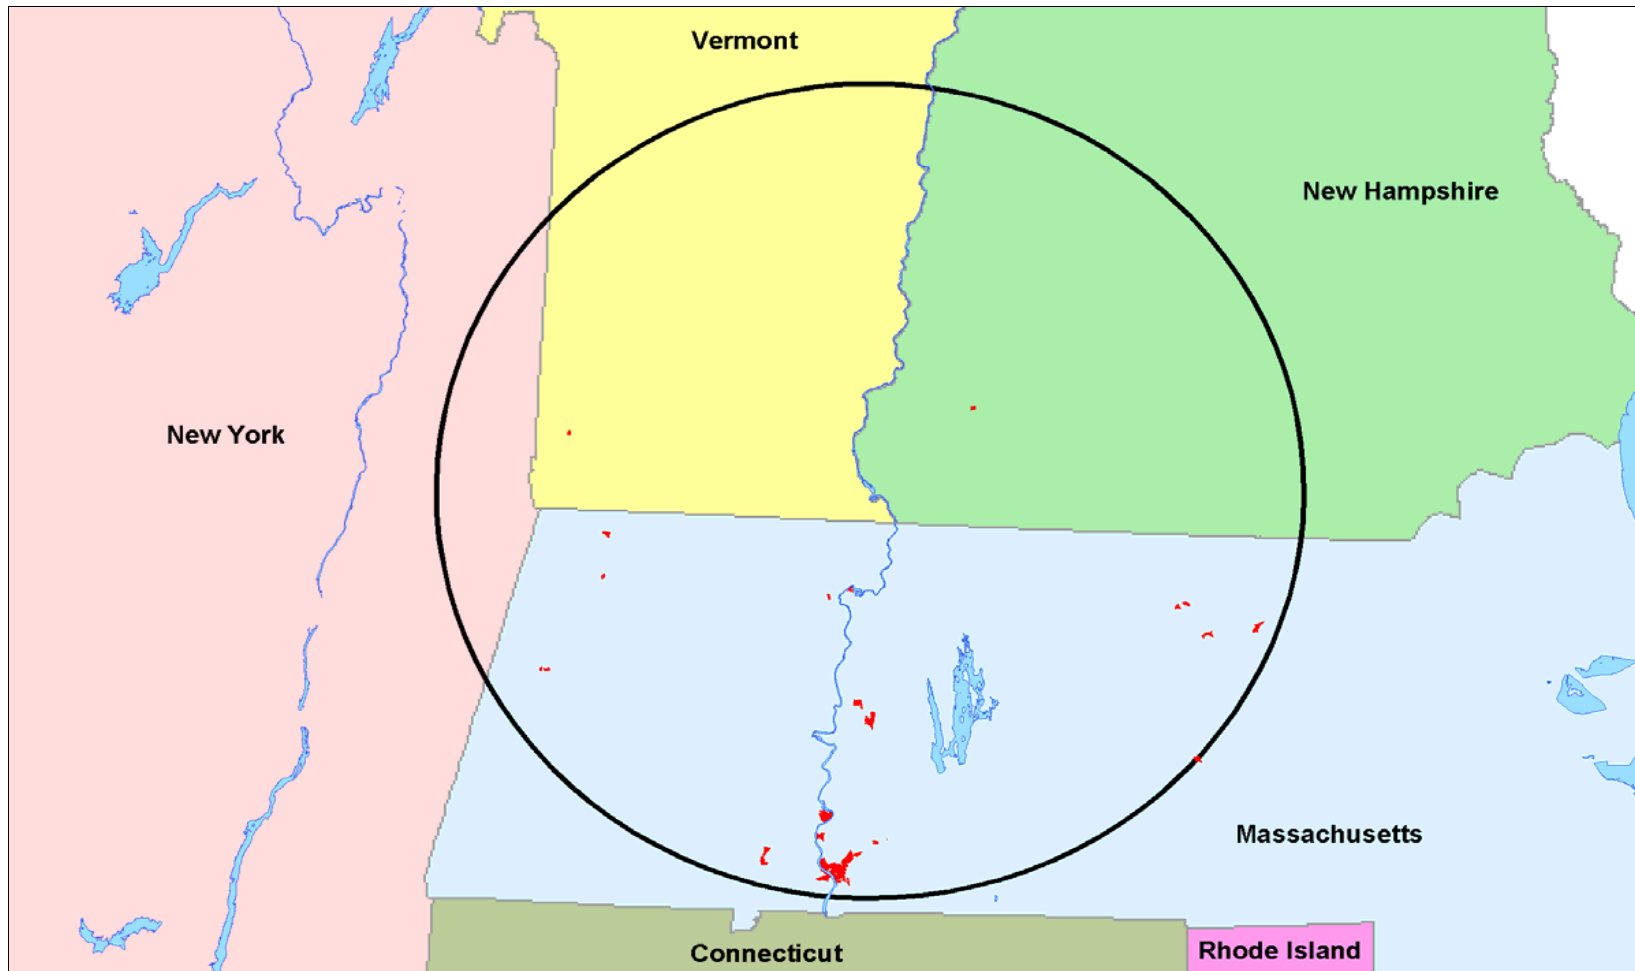 Vermont
New Hampshire
New York
Massachusetts
Connecticut
Rhode Island